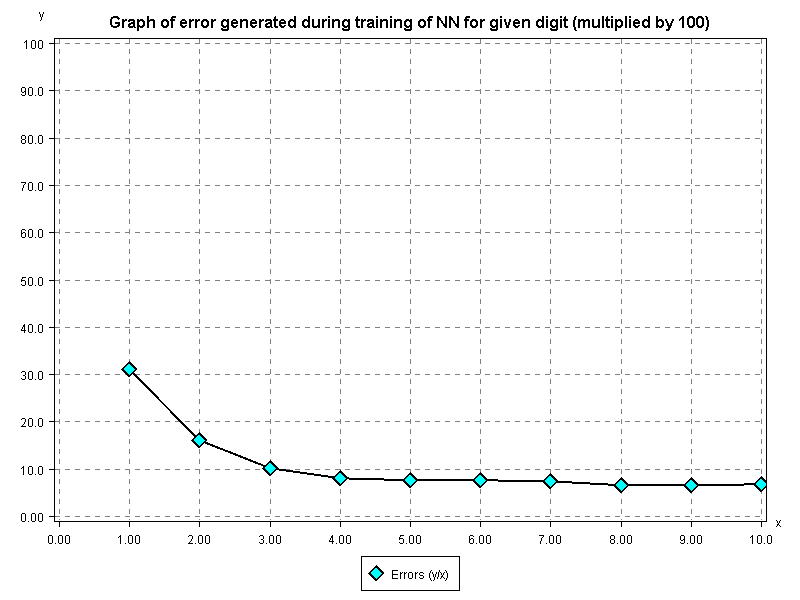 y
Graph of error generated during training of NN for given digit (multiplied by 100)
100
90.0
80.0
70.0
60.0
50.0
40.0
30.0
20.0
10.0
0.00
0.00 1.00 2.00 3.00 4.00 5.00 6.00 7.00 8.00 9.00 10.0
x
Errors (y/x)